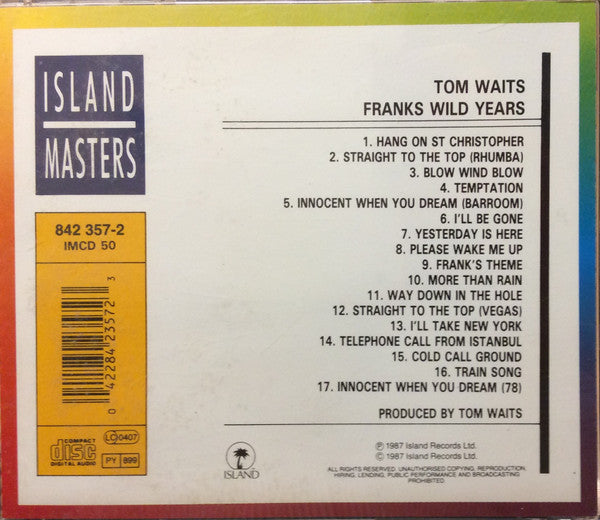 ISLAND
MASTERS
842 357-2
IMCD 50
0 42284 23572 3
COMPACT
disc
DIGITAL AUDIO
LC 0407
PY 899
TOM WAITS
FRANKS WILD YEARS
1. HANG ON ST CHRISTOPHER
2. STRAIGHT TO THE TOP (RHUMBA)
3. BLOW WIND BLOW
4. TEMPTATION
5. INNOCENT WHEN YOU DREAM (BARROOM)
6. I'LL BE GONE
7. YESTERDAY IS HERE
8. PLEASE WAKE ME UP
9. FRANK'S THEME
10. MORE THAN RAIN
11. WAY DOWN IN THE HOLE
12. STRAIGHT TO THE TOP (VEGAS)
13. I'LL TAKE NEW YORK
14. TELEPHONE CALL FROM ISTANBUL
15. COLD CALL GROUND
16. TRAIN SONG
17. INNOCENT WHEN YOU DREAM (78)
PRODUCED BY TOM WAITS
ISLAND
℗ 1987 Island Records Ltd.
© 1987 Island Records Ltd.
ALL RIGHTS RESERVED. UNAUTHORISED COPYING, REPRODUCTION,
HIRING, LENDING, PUBLIC PERFORMANCE AND BROADCASTING
PROHIBITED.